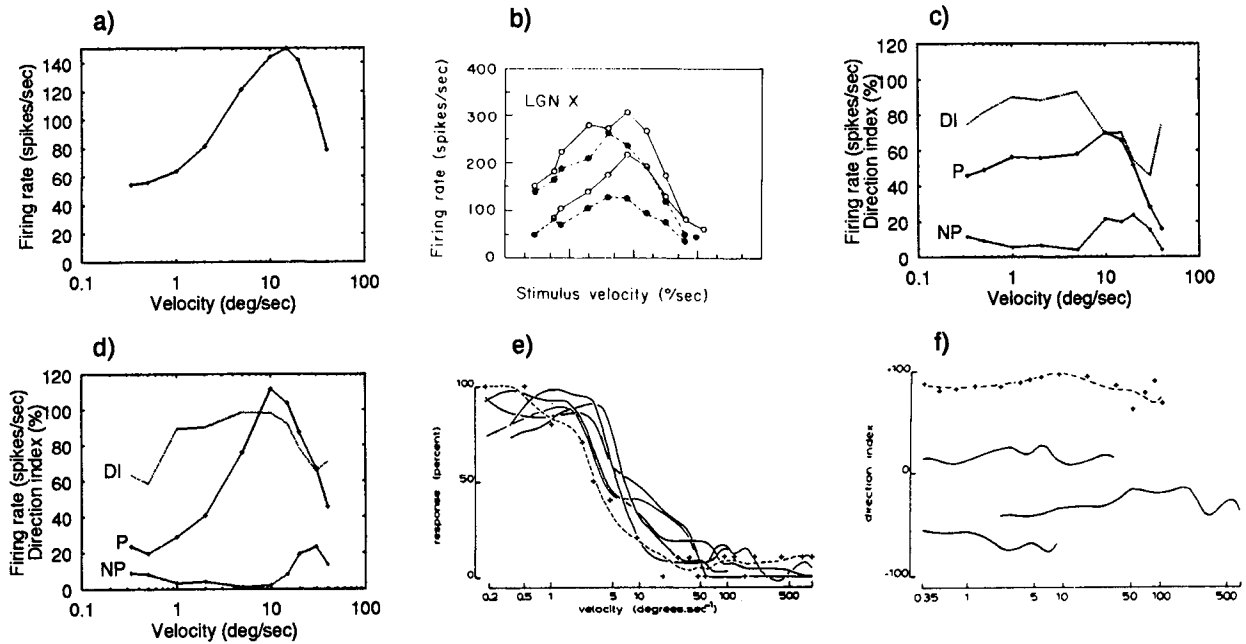 a)
Firing rate (spikes/sec)
140
120
100
80
60
40
20
0
0.1
1
10
100
Velocity (deg/sec)
b)
Firing rate (spikes/sec)
400
300
200
100
0
LGN X
Stimulus velocity (°/sec)
c)
Firing rate (spikes/sec)
Direction index (%)
120
100
80
60
40
20
0
DI
P
NP
0.1
1
10
100
Velocity (deg/sec)
d)
Firing rate (spikes/sec)
Direction index (%)
120
100
80
60
40
20
0
DI
P
NP
0.1
1
10
100
Velocity (deg/sec)
e)
response (percent)
100
50
0
0.2
0.5
1
5
10
50
100
500
velocity (degrees.sec⁻¹)
f)
direction index
+100
0
-100
0.35
1
5
10
50
100
500